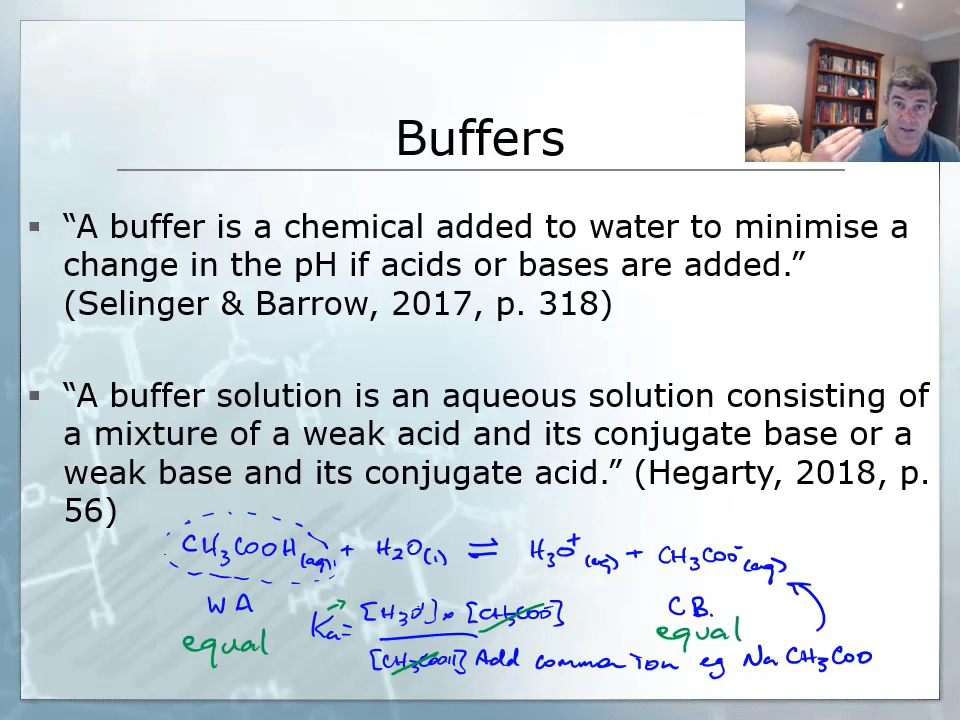 Buffers
▪ “A buffer is a chemical added to water to minimise a
change in the pH if acids or bases are added.”
(Selinger & Barrow, 2017, p. 318)
▪ “A buffer solution is an aqueous solution consisting of
a mixture of a weak acid and its conjugate base or a
weak base and its conjugate acid.” (Hegarty, 2018, p.
56)
CH₃COOH(aq) + H₂O(l) ⇌ H₃O⁺(aq) + CH₃COO⁻(aq)
WA CB.
equal equal
Ka = [H₃O⁺] × [CH₃COO⁻]
[CH₃COOH]
Add common ion eg NaCH₃COO